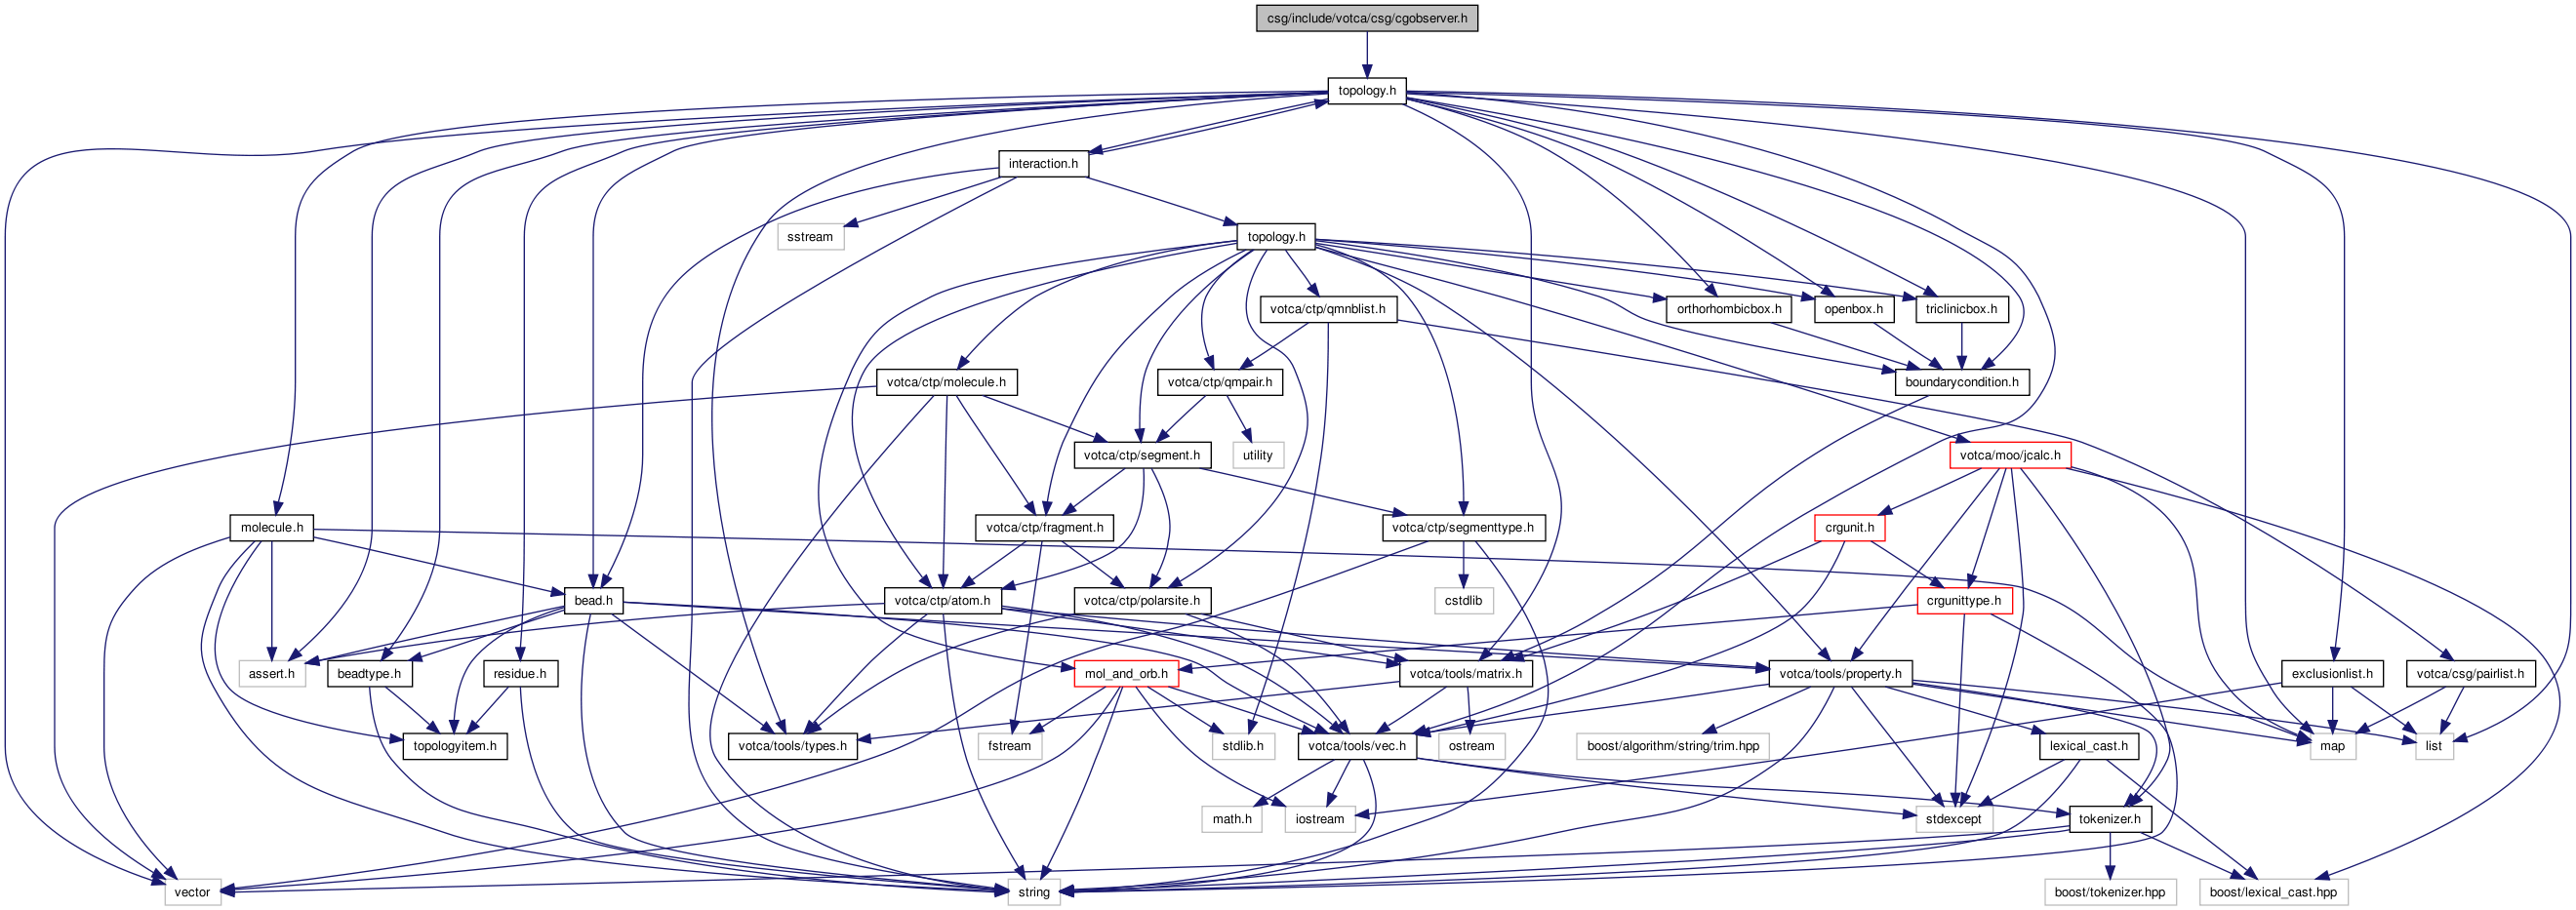 csg/include/votca/csg/cgobserver.h
topology.h
interaction.h
sstream
topology.h
votca/ctp/qmnblist.h
orthorhombicbox.h
openbox.h
triclinicbox.h
votca/ctp/molecule.h
votca/ctp/qmpair.h
boundarycondition.h
votca/ctp/segment.h
utility
votca/moo/jcalc.h
molecule.h
votca/ctp/fragment.h
votca/ctp/segmenttype.h
crgunit.h
bead.h
votca/ctp/atom.h
votca/ctp/polarsite.h
cstdlib
crgunittype.h
assert.h
beadtype.h
residue.h
mol_and_orb.h
votca/tools/matrix.h
votca/tools/property.h
exclusionlist.h
votca/csg/pairlist.h
topologyitem.h
votca/tools/types.h
fstream
stdlib.h
votca/tools/vec.h
ostream
boost/algorithm/string/trim.hpp
lexical_cast.h
map
list
math.h
iostream
stdexcept
tokenizer.h
vector
string
boost/tokenizer.hpp
boost/lexical_cast.hpp